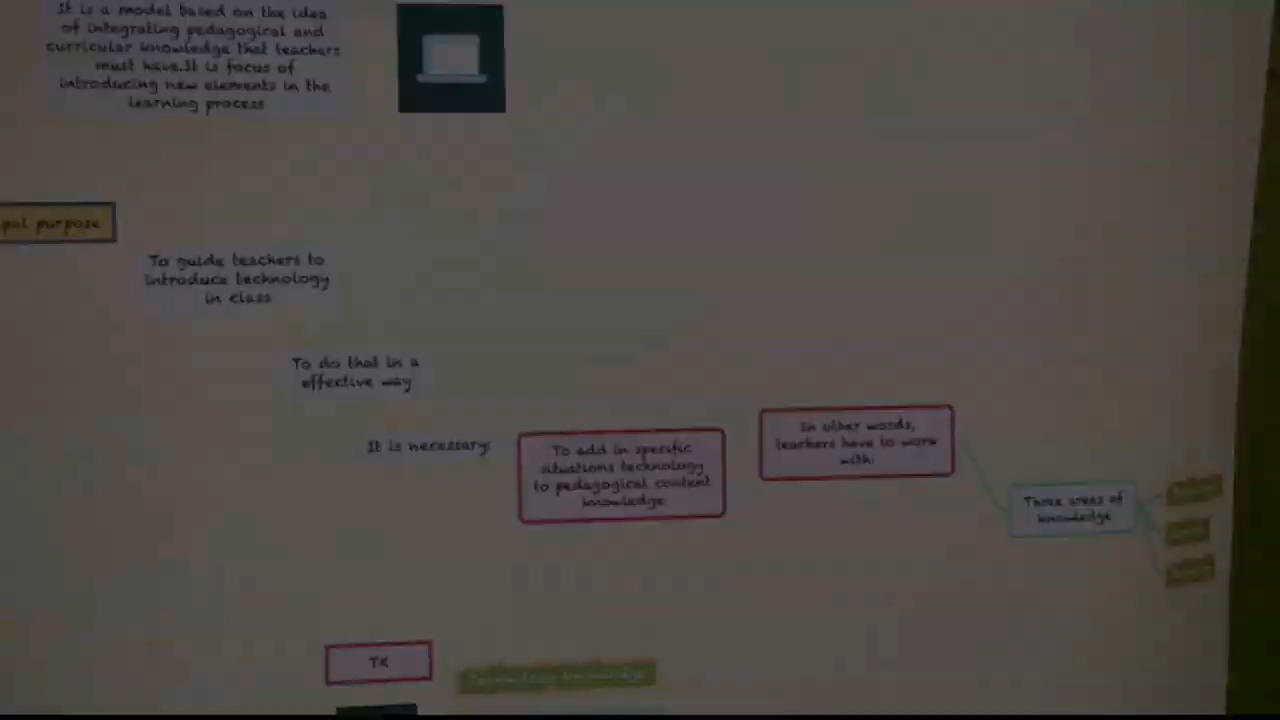 It is a model based on the idea
of integrating pedagogical and
curricular knowledge that teachers
must have.It is focus of
introducing new elements in the
learning process
pal purpose
To guide teachers to
introduce technology
in class
To do that in a
effective way
It is necessary:
To add in specific
situations technology
to pedagogical content
knowledge
In other words,
teachers have to work
with:
Three areas of
knowledge
TK
Technology knowledge